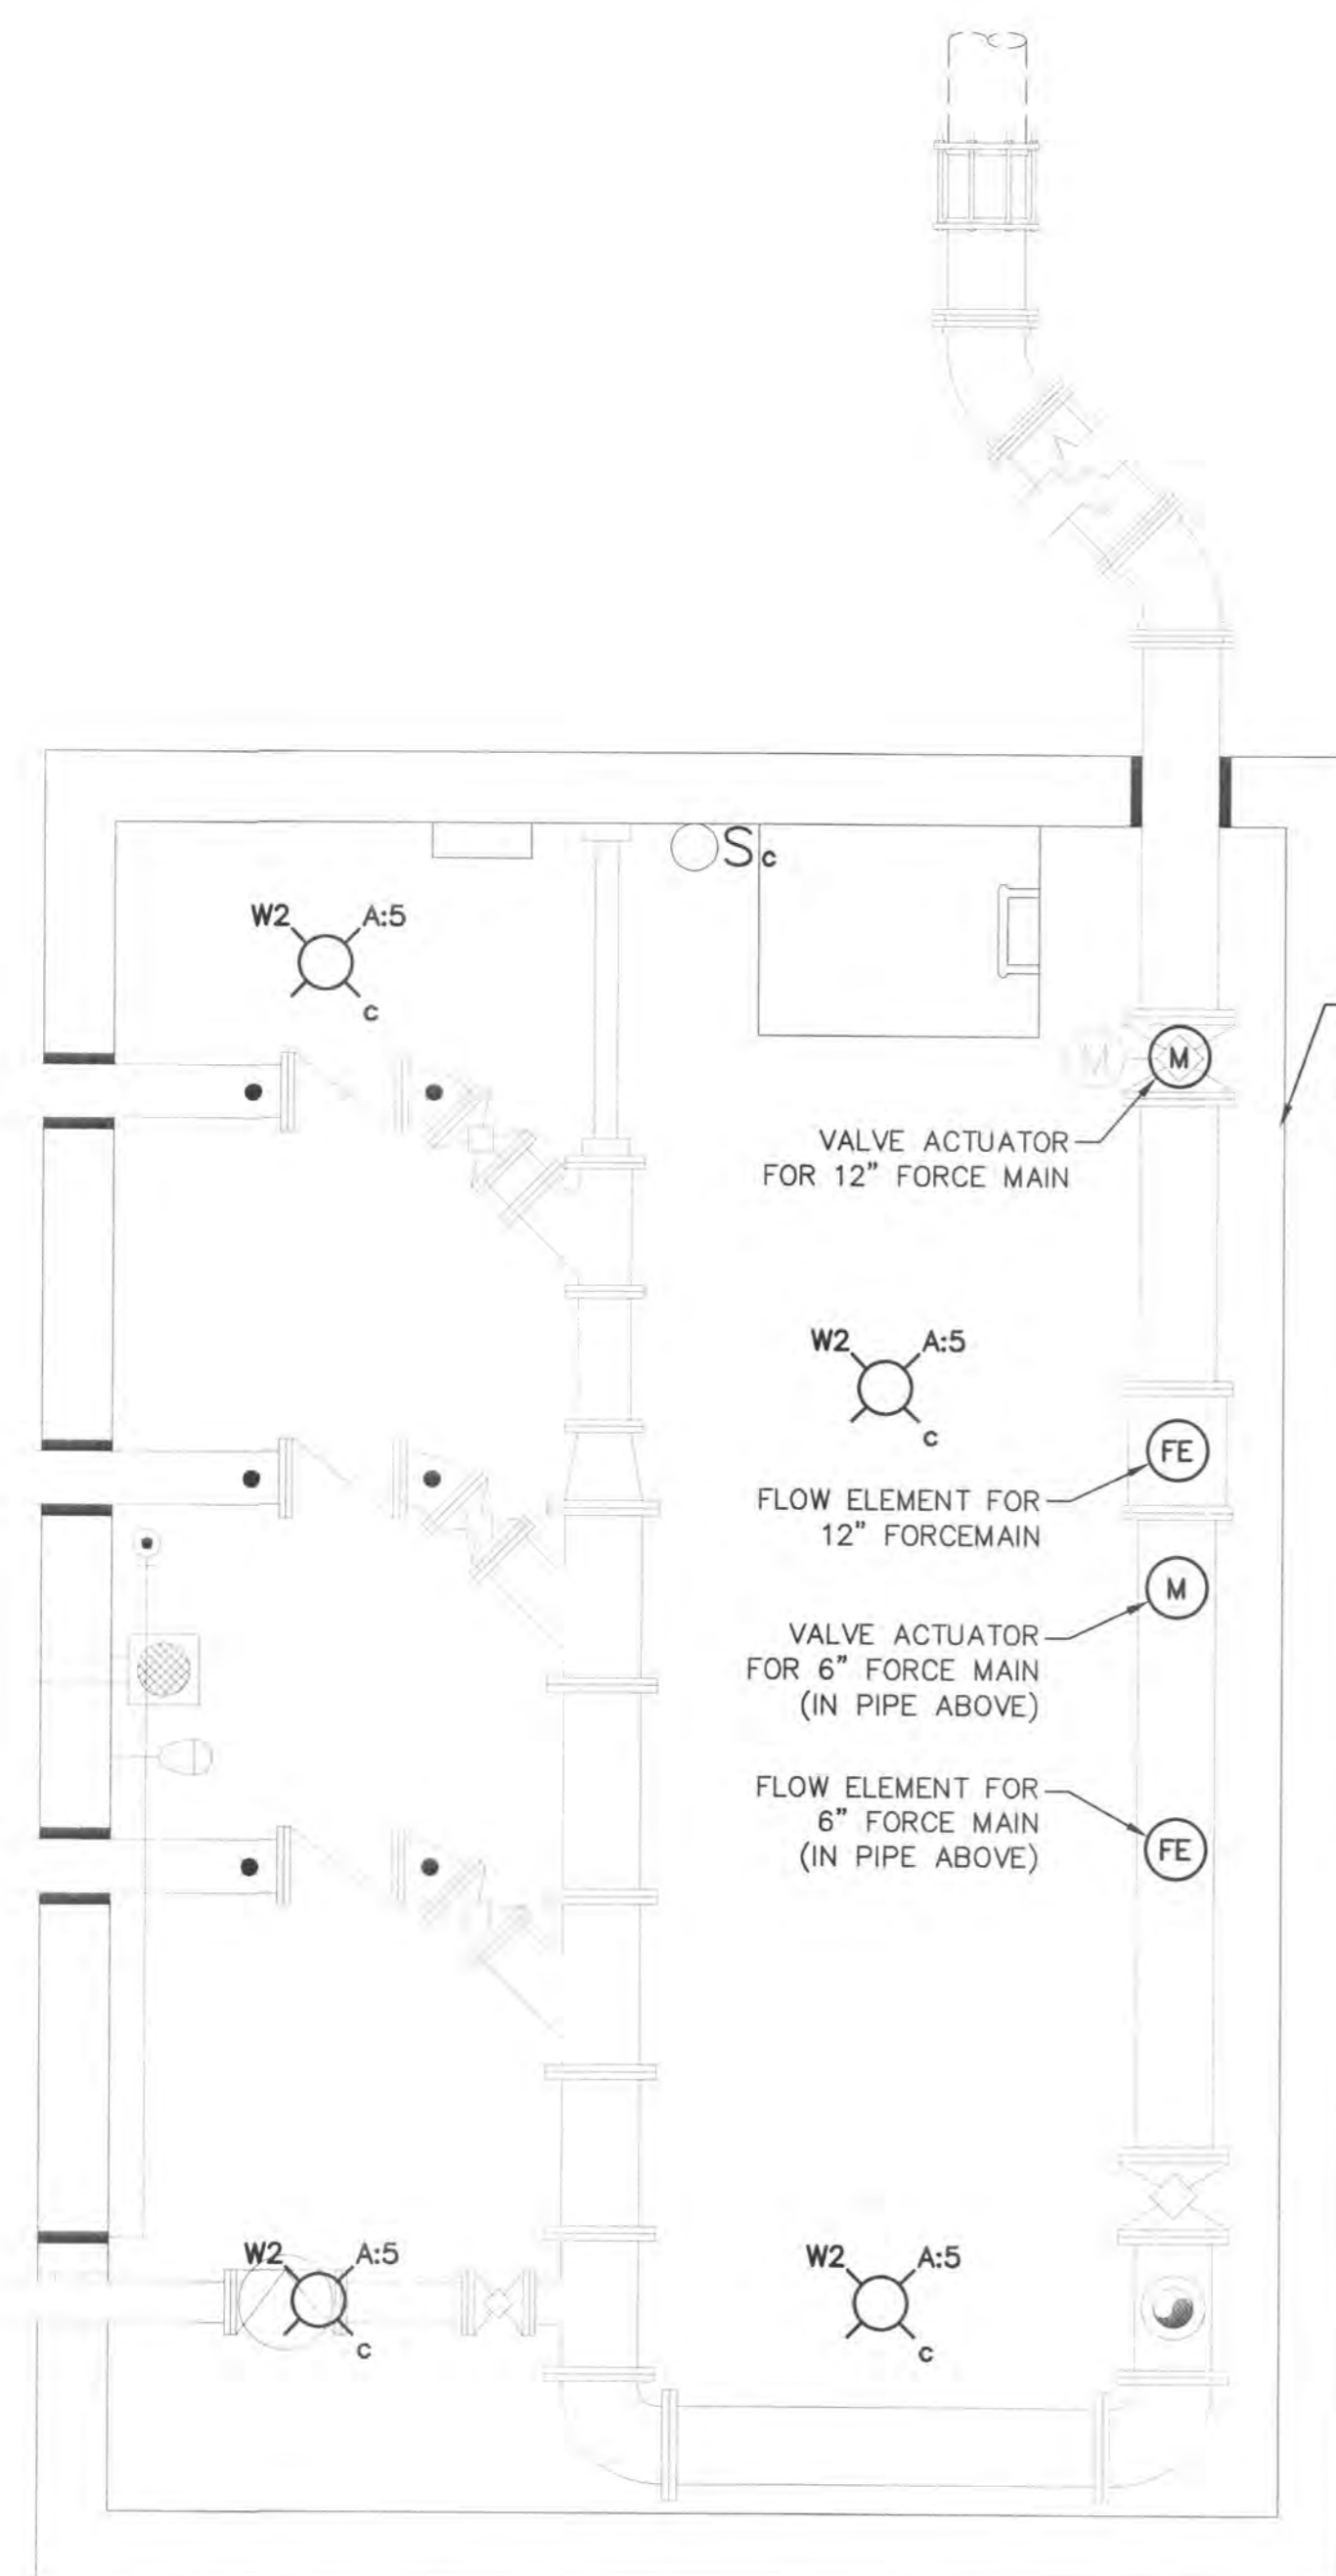 Sc
W2 A:5
c
M
M
VALVE ACTUATOR
FOR 12" FORCE MAIN
W2 A:5
c
FE
FLOW ELEMENT FOR
12" FORCEMAIN
M
VALVE ACTUATOR
FOR 6" FORCE MAIN
(IN PIPE ABOVE)
FLOW ELEMENT FOR
6" FORCE MAIN
(IN PIPE ABOVE)
FE
W2 A:5
c
W2 A:5
c